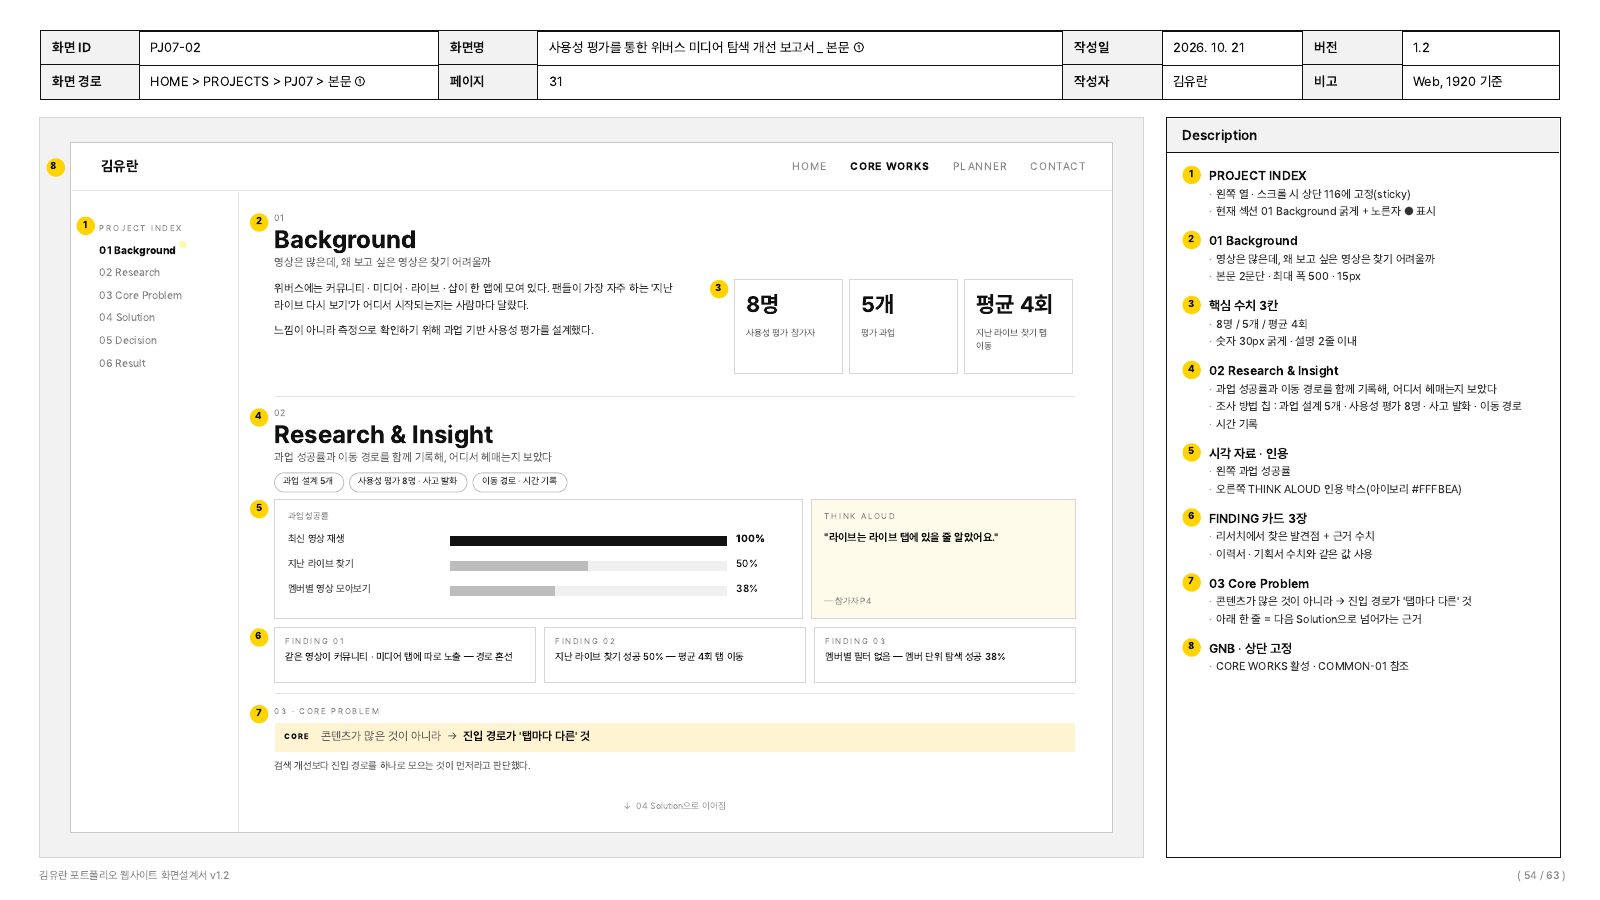 화면 ID PJ07-02 화면명 사용성 평가를 통한 위버스 미디어 탐색 개선 보고서 _ 본문 ① 작성일 2026. 10. 21 버전 1.2
화면 경로 HOME > PROJECTS > PJ07 > 본문 ① 페이지 31 작성자 김유란 비고 Web, 1920 기준
8
김유란
HOME CORE WORKS PLANNER CONTACT
1 PROJECT INDEX
01 Background
02 Research
03 Core Problem
04 Solution
05 Decision
06 Result
2 01
Background
영상은 많은데, 왜 보고 싶은 영상은 찾기 어려울까
위버스에는 커뮤니티 · 미디어 · 라이브 · 샵이 한 앱에 모여 있다. 팬들이 가장 자주 하는 '지난
라이브 다시 보기'가 어디서 시작되는지는 사람마다 달랐다.
느낌이 아니라 측정으로 확인하기 위해 과업 기반 사용성 평가를 설계했다.
3
8명
사용성 평가 참가자
5개
평가 과업
평균 4회
지난 라이브 찾기 탭
이동
4 02
Research & Insight
과업 성공률과 이동 경로를 함께 기록해, 어디서 헤매는지 보았다
과업 설계 5개 사용성 평가 8명 · 사고 발화 이동 경로 · 시간 기록
5
과업 성공률
최신 영상 재생 100%
지난 라이브 찾기 50%
멤버별 영상 모아보기 38%
THINK ALOUD
"라이브는 라이브 탭에 있을 줄 알았어요."
— 참가자 P4
6
FINDING 01
같은 영상이 커뮤니티 · 미디어 탭에 따로 노출 — 경로 혼선
FINDING 02
지난 라이브 찾기 성공 50% — 평균 4회 탭 이동
FINDING 03
멤버별 필터 없음 — 멤버 단위 탐색 성공 38%
7 03 · CORE PROBLEM
CORE 콘텐츠가 많은 것이 아니라 → 진입 경로가 '탭마다 다른' 것
검색 개선보다 진입 경로를 하나로 모으는 것이 먼저라고 판단했다.
↓ 04 Solution으로 이어짐
Description
1 PROJECT INDEX
· 왼쪽 열 · 스크롤 시 상단 116에 고정(sticky)
· 현재 섹션 01 Background 굵게 + 노른자 ● 표시
2 01 Background
· 영상은 많은데, 왜 보고 싶은 영상은 찾기 어려울까
· 본문 2문단 · 최대 폭 500 · 15px
3 핵심 수치 3칸
· 8명 / 5개 / 평균 4회
· 숫자 30px 굵게 · 설명 2줄 이내
4 02 Research & Insight
· 과업 성공률과 이동 경로를 함께 기록해, 어디서 헤매는지 보았다
· 조사 방법 칩 : 과업 설계 5개 · 사용성 평가 8명 · 사고 발화 · 이동 경로
· 시간 기록
5 시각 자료 · 인용
· 왼쪽 과업 성공률
· 오른쪽 THINK ALOUD 인용 박스(아이보리 #FFFBEA)
6 FINDING 카드 3장
· 리서치에서 찾은 발견점 + 근거 수치
· 이력서 · 기획서 수치와 같은 값 사용
7 03 Core Problem
· 콘텐츠가 많은 것이 아니라 → 진입 경로가 '탭마다 다른' 것
· 아래 한 줄 = 다음 Solution으로 넘어가는 근거
8 GNB · 상단 고정
· CORE WORKS 활성 · COMMON-01 참조
김유란 포트폴리오 웹사이트 화면설계서 v1.2
( 54 / 63 )